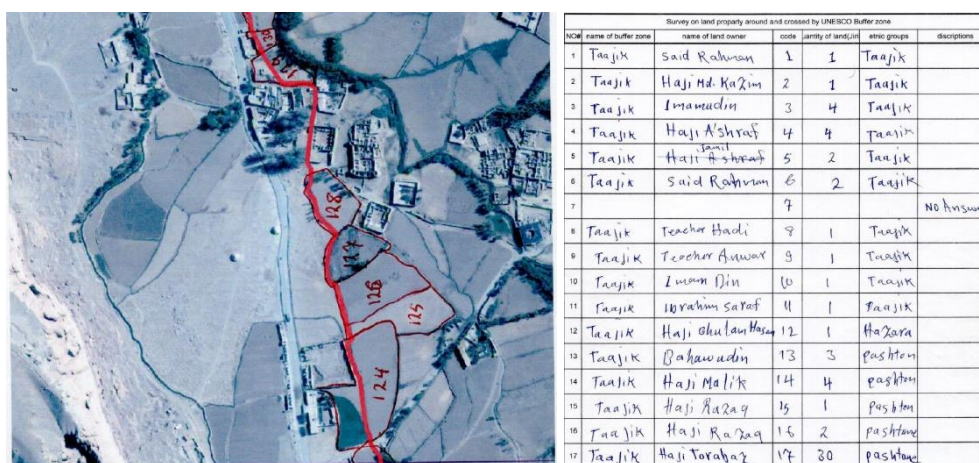 130
129
128
127
126
125
124
Survey on land proparty around and crossed by UNESCO Buffer zone
NO# name of buffer zone name of land owner code etnic groups discriptions
1 Taajik Said Rahman 1 1 Taajik
2 Taajik Haji Md. Kazim 2 1 Taajik
3 Taajik Imamudin 3 4 Taajik
4 Taajik Haji A'shraf 4 4 Taajik
5 Taajik Haji Ashraf Jamil 5 2 Taajik
6 Taajik Said Rahman 6 2 Taajik
7 7 No Answer
8 Taajik Teacher Hadi 8 1 Taajik
9 Taajik Teacher Anwar 9 1 Taajik
10 Taajik Imam Din 10 1 Taajik
11 Taajik Ibrahim Saraf 11 1 Taajik
12 Taajik Haji Ghulam Hasan 12 1 Hazara
13 Taajik Bahawudin 13 3 pashton
14 Taajik Haji Malik 14 4 pashton
15 Taajik Haji Razaq 15 1 pashton
16 Taajik Haji Razaq 16 2 pashtone
17 Taajik Haji Torabaz 17 30 pashtone